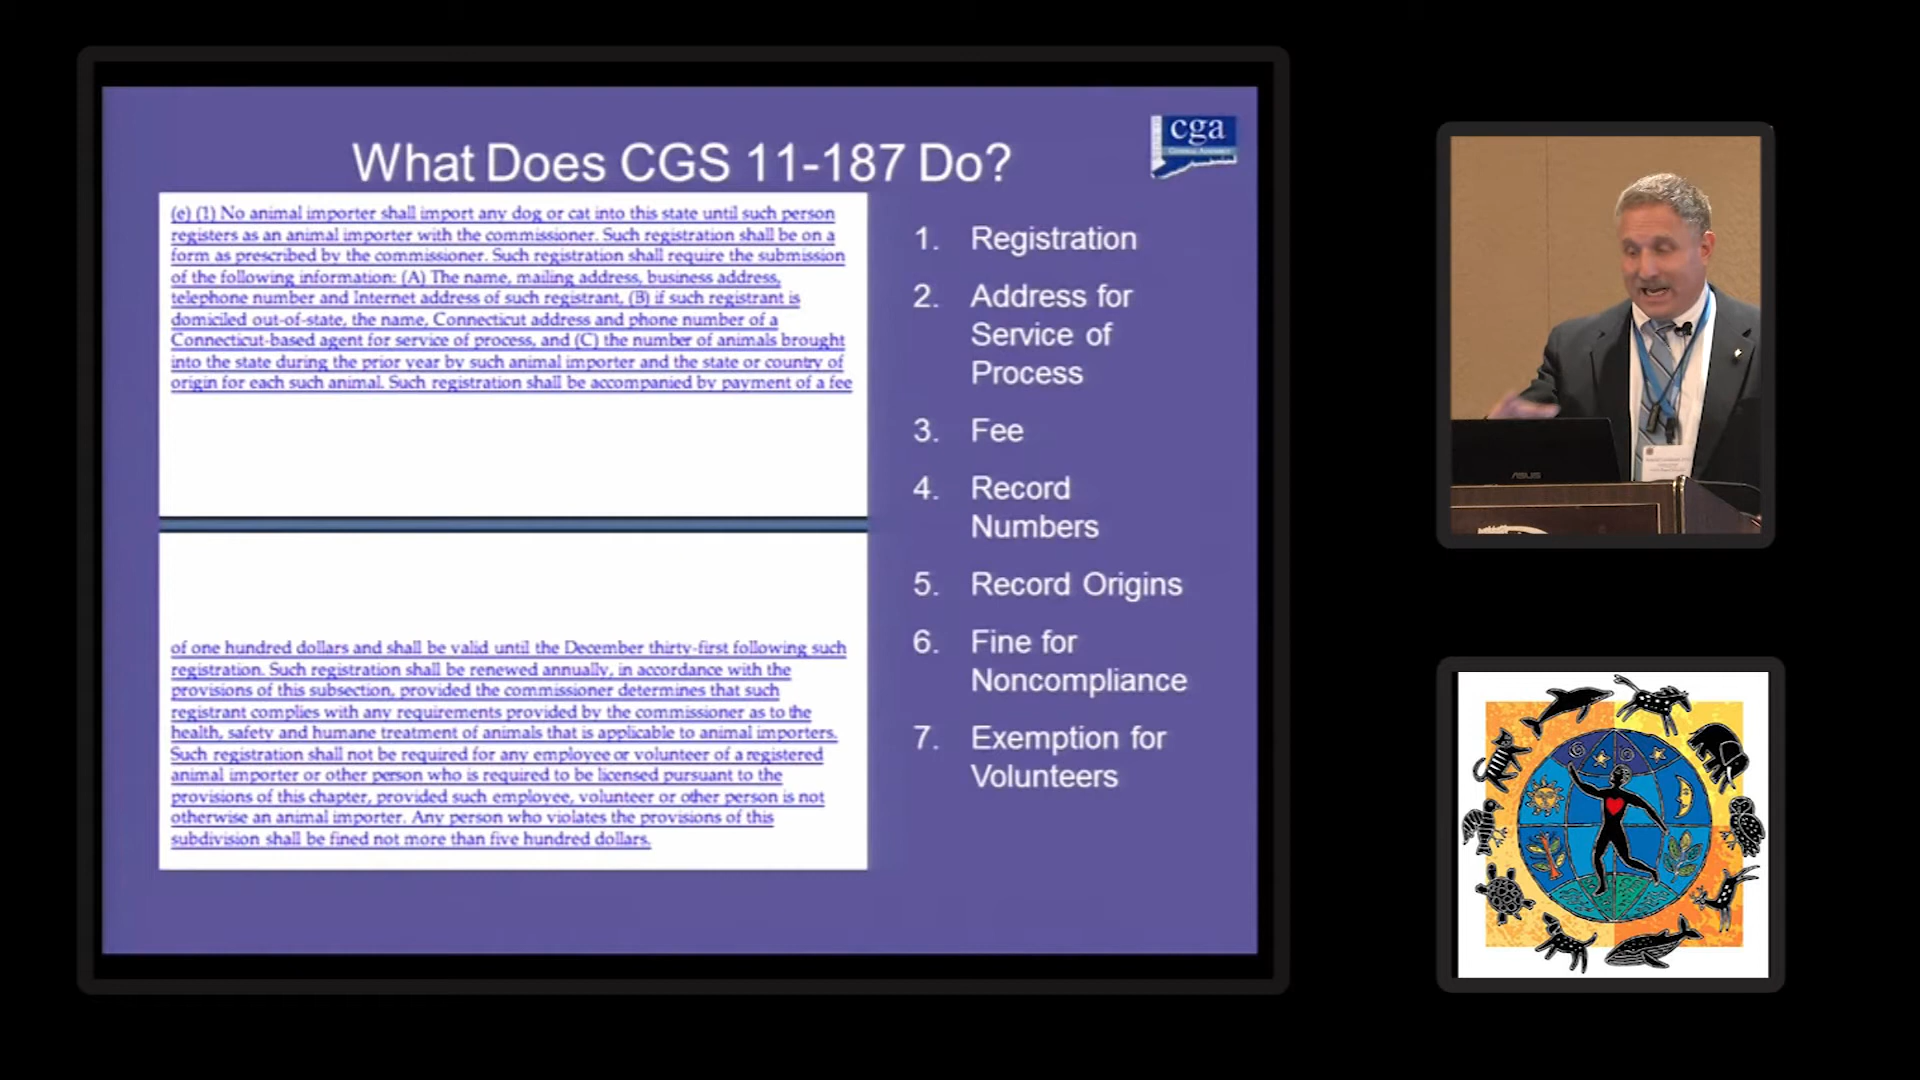 What Does CGS 11-187 Do?
cga
(e) (1) No animal importer shall import any dog or cat into this state until such person
registers as an animal importer with the commissioner. Such registration shall be on a
form as prescribed by the commissioner. Such registration shall require the submission
of the following information: (A) The name, mailing address, business address,
telephone number and Internet address of such registrant, (B) if such registrant is
domiciled out-of-state, the name, Connecticut address and phone number of a
Connecticut-based agent for service of process, and (C) the number of animals brought
into the state during the prior year by such animal importer and the state or country of
origin for each such animal. Such registration shall be accompanied by payment of a fee
of one hundred dollars and shall be valid until the December thirty-first following such
registration. Such registration shall be renewed annually, in accordance with the
provisions of this subsection, provided the commissioner determines that such
registrant complies with any requirements provided by the commissioner as to the
health, safety and humane treatment of animals that is applicable to animal importers.
Such registration shall not be required for any employee or volunteer of a registered
animal importer or other person who is required to be licensed pursuant to the
provisions of this chapter, provided such employee, volunteer or other person is not
otherwise an animal importer. Any person who violates the provisions of this
subdivision shall be fined not more than five hundred dollars.
1. Registration
2. Address for
Service of
Process
3. Fee
4. Record
Numbers
5. Record Origins
6. Fine for
Noncompliance
7. Exemption for
Volunteers
ASUS